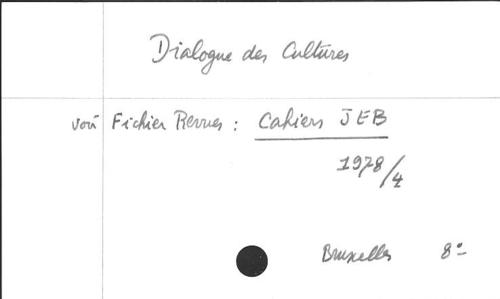 Dialogue des Cultures
voir Fichier Revues : Cahiers JEB
1978/4
Bruxelles 8°